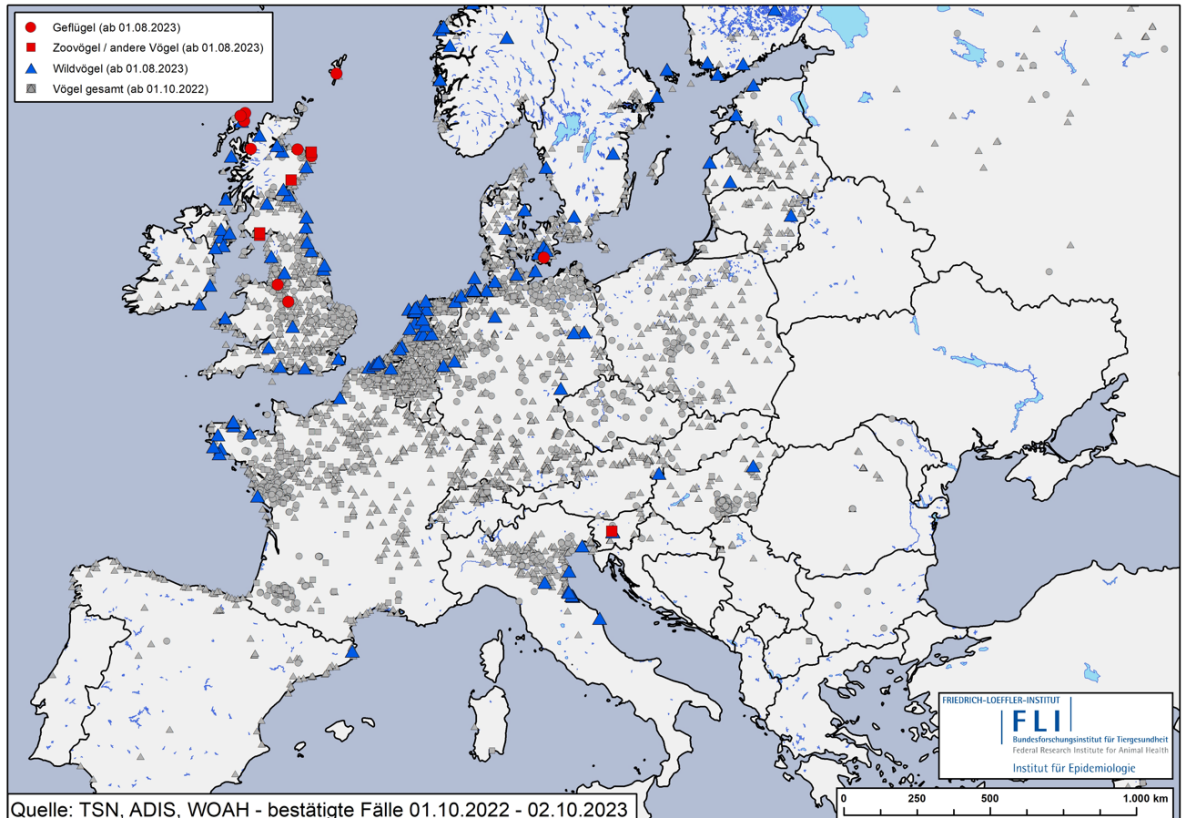 Geflügel (ab 01.08.2023)
Zoovögel / andere Vögel (ab 01.08.2023)
Wildvögel (ab 01.08.2023)
Vögel gesamt (ab 01.10.2022)
FRIEDRICH-LOEFFLER-INSTITUT
FLI
Bundesforschungsinstitut für Tiergesundheit
Federal Research Institute for Animal Health
Institut für Epidemiologie
Quelle: TSN, ADIS, WOAH - bestätigte Fälle 01.10.2022 - 02.10.2023
0 250 500 1.000 km